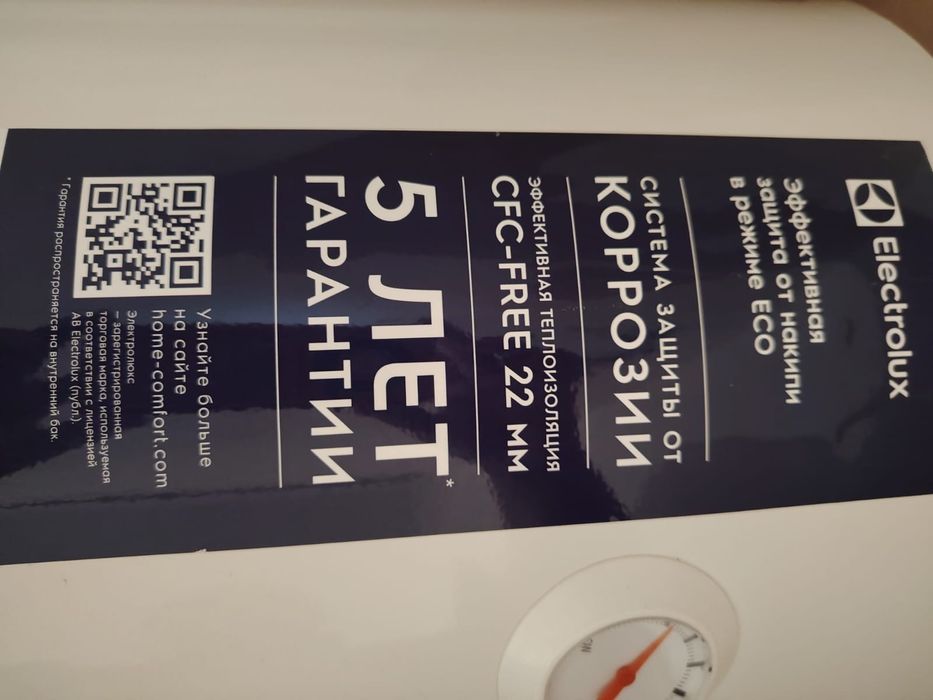 Electrolux
Эффективная
защита от накипи
в режиме ECO
СИСТЕМА ЗАЩИТЫ ОТ
КОРРОЗИИ
ЭФФЕКТИВНАЯ ТЕПЛОИЗОЛЯЦИЯ
CFC-FREE 22 мм
5 ЛЕТ*
ГАРАНТИИ
Узнайте больше
на сайте
home-comfort.com
Электролюкс
– зарегистрированная
торговая марка, используемая
в соответствии с лицензией
AB Electrolux (публ.).
* Гарантия распространяется на внутренний бак.